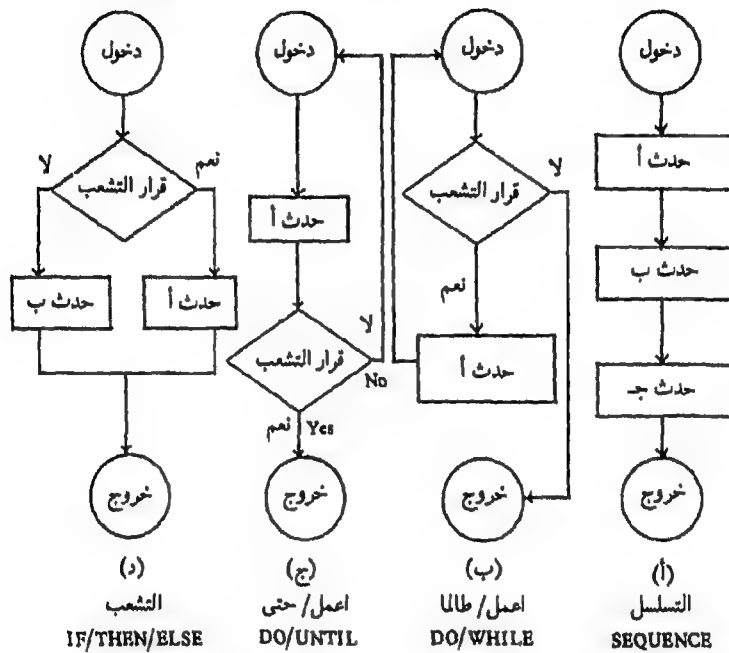 دخول
حدث أ
حدث ب
حدث جـ
خروج
(أ)
التسلسل
SEQUENCE
دخول
قرار التشعب
لا
نعم
حدث أ
خروج
(ب)
اعمل/طالما
DO/WHILE
دخول
حدث أ
قرار التشعب
لا
No
نعم Yes
خروج
(ج)
اعمل/حتى
DO/UNTIL
دخول
نعم
لا
قرار التشعب
حدث أ
حدث ب
خروج
(د)
التشعب
IF/THEN/ELSE